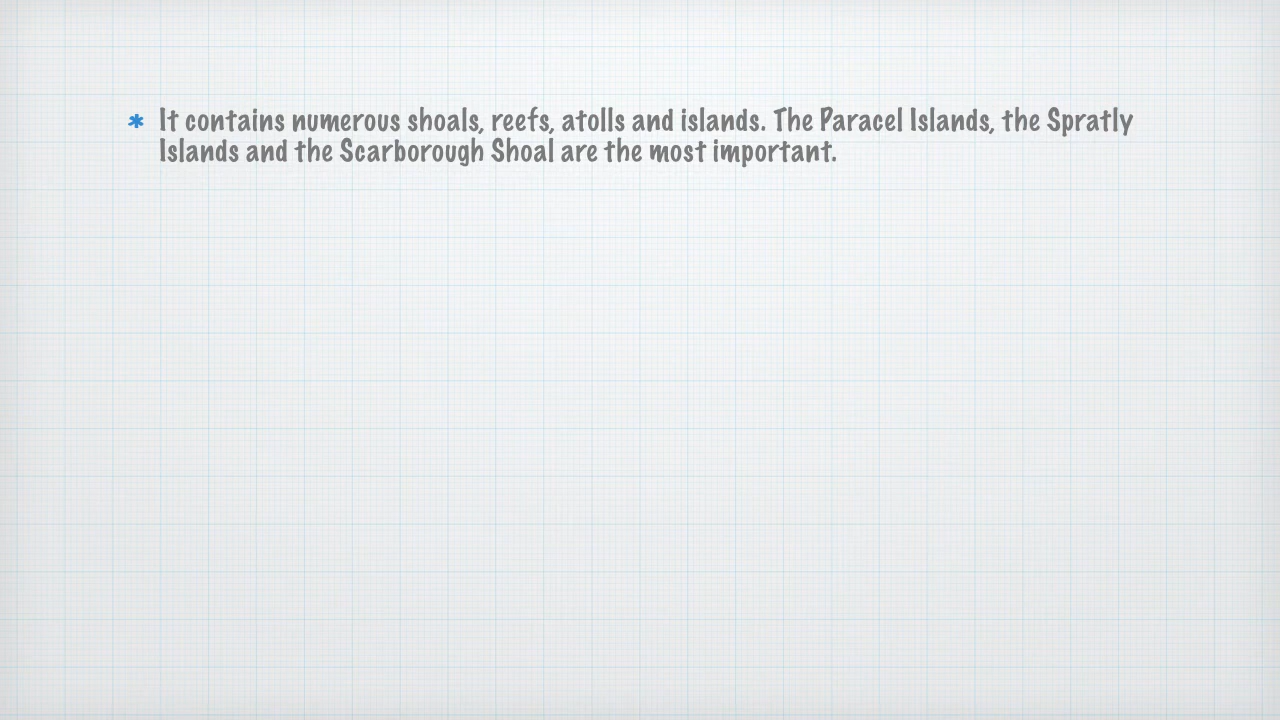 * It contains numerous shoals, reefs, atolls and islands. The Paracel Islands, the Spratly
Islands and the Scarborough Shoal are the most important.